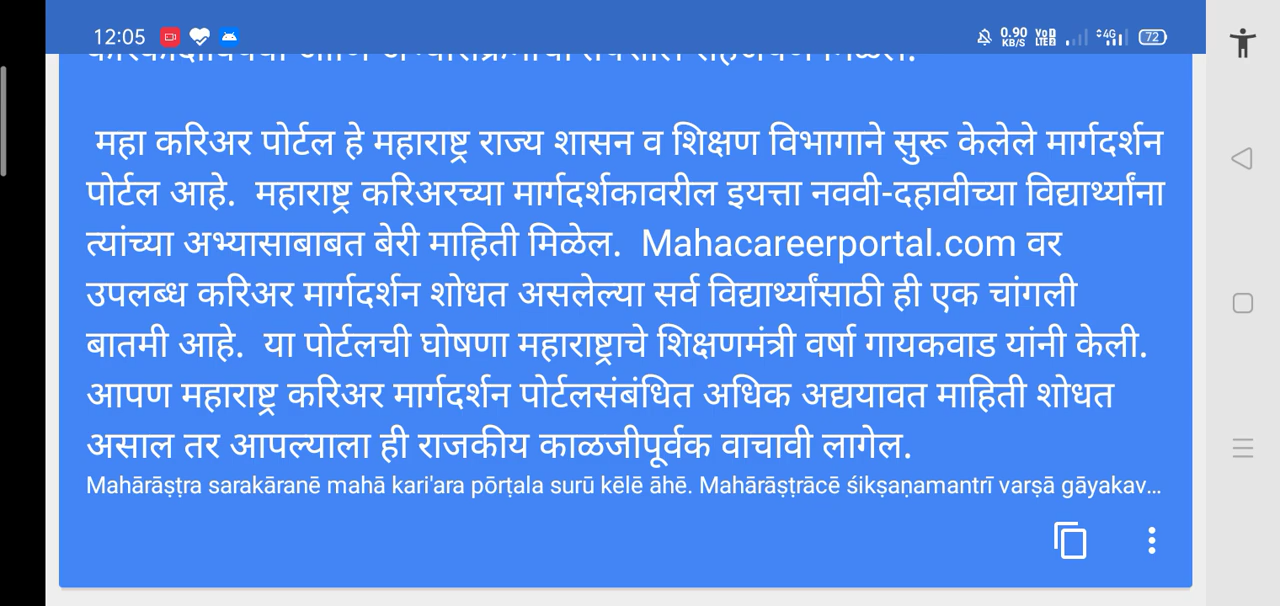 12:05 0.90 KB/S VoD LTE2 4G 72
महा करिअर पोर्टल हे महाराष्ट्र राज्य शासन व शिक्षण विभागाने सुरू केलेले मार्गदर्शन
पोर्टल आहे. महाराष्ट्र करिअरच्या मार्गदर्शकावरील इयत्ता नववी-दहावीच्या विद्यार्थ्यांना
त्यांच्या अभ्यासाबाबत बेरी माहिती मिळेल. Mahacareerportal.com वर
उपलब्ध करिअर मार्गदर्शन शोधत असलेल्या सर्व विद्यार्थ्यांसाठी ही एक चांगली
बातमी आहे. या पोर्टलची घोषणा महाराष्ट्राचे शिक्षणमंत्री वर्षा गायकवाड यांनी केली.
आपण महाराष्ट्र करिअर मार्गदर्शन पोर्टलसंबंधित अधिक अद्ययावत माहिती शोधत
असाल तर आपल्याला ही राजकीय काळजीपूर्वक वाचावी लागेल.
Mahārāṣṭra sarakāranē mahā kari'ara pōrṭala surū kēlē āhē. Mahārāṣṭrācē śikṣaṇamantrī varṣā gāyakav...